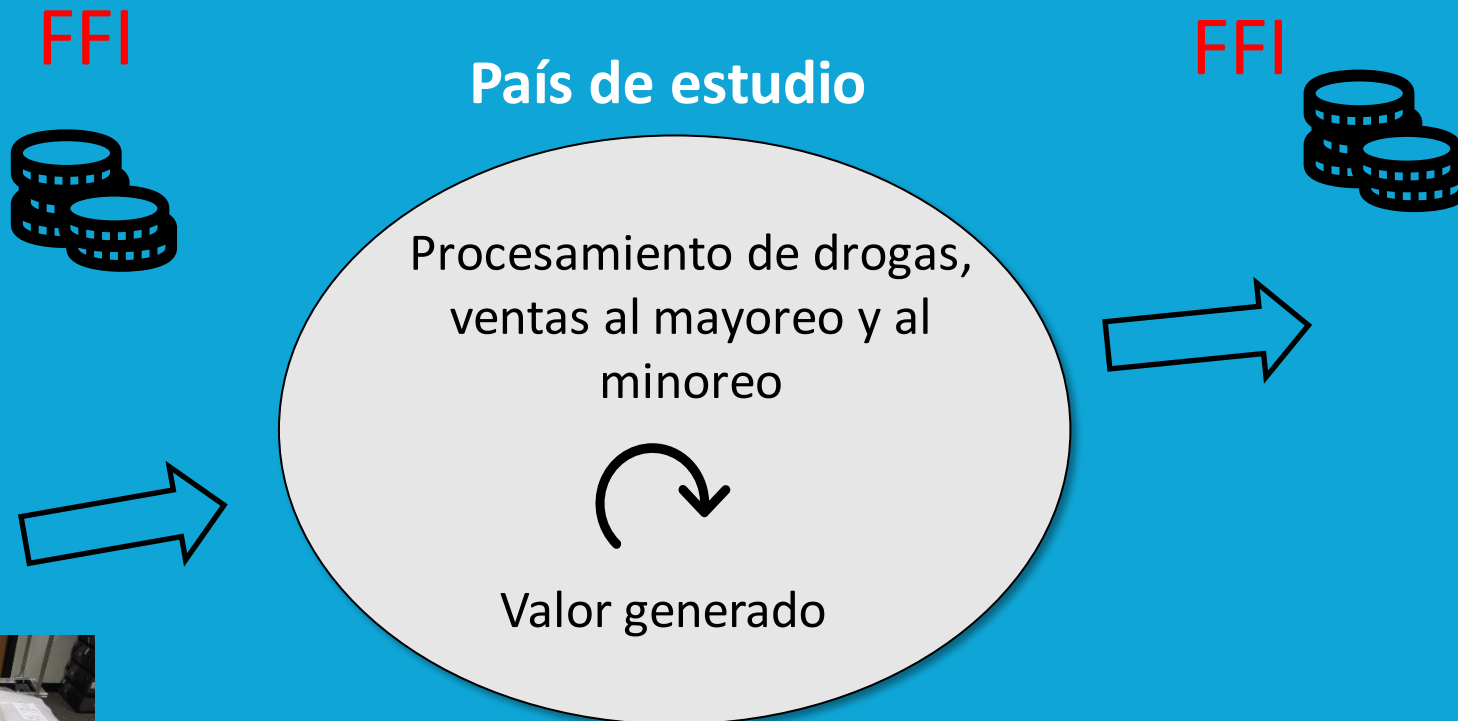 FFI
FFI
País de estudio
Procesamiento de drogas,
ventas al mayoreo y al
minoreo
Valor generado